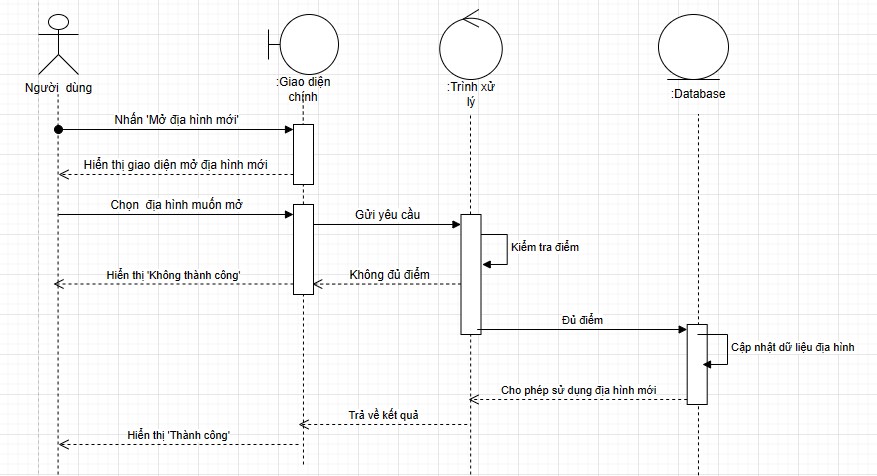 Người dùng
:Giao diện
chính
:Trình xử
lý
:Database
Nhấn 'Mở địa hình mới'
Hiển thị giao diện mở địa hình mới
Chọn địa hình muốn mở
Gửi yêu cầu
Kiểm tra điểm
Hiển thị 'Không thành công'
Không đủ điểm
Đủ điểm
Cập nhật dữ liệu địa hình
Cho phép sử dụng địa hình mới
Trả về kết quả
Hiển thị 'Thành công'